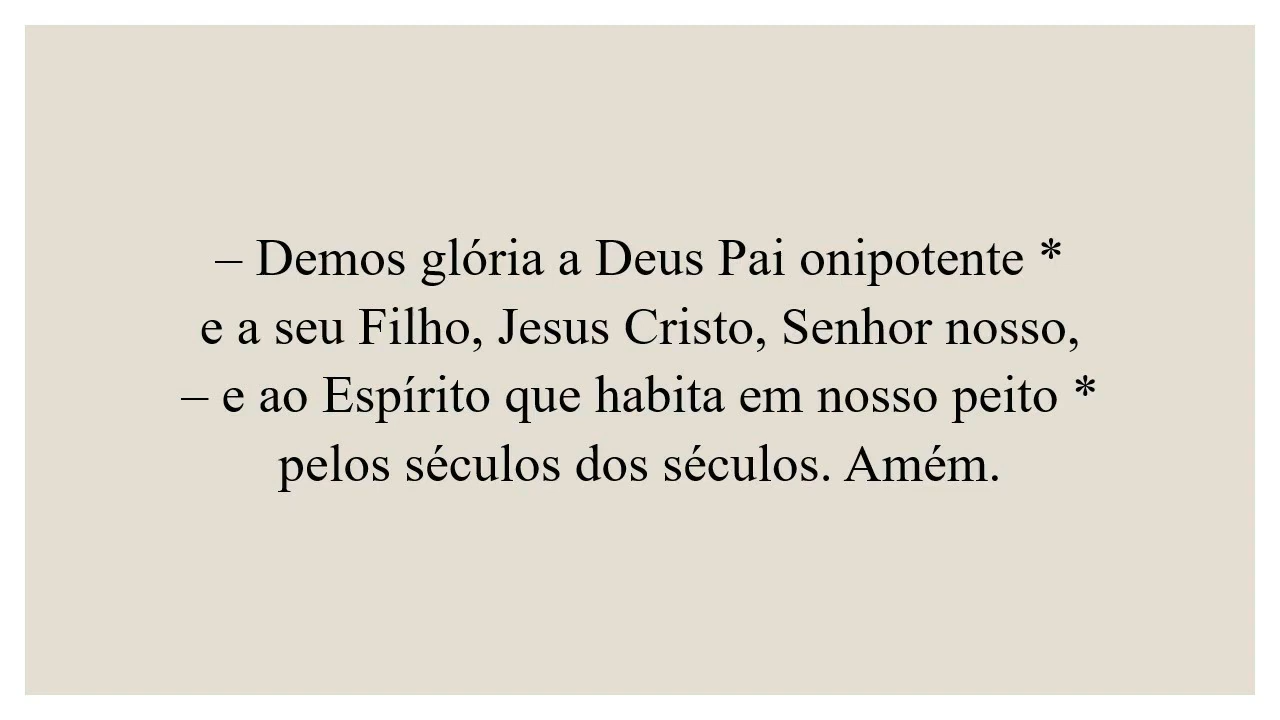 – Demos glória a Deus Pai onipotente *
e a seu Filho, Jesus Cristo, Senhor nosso,
– e ao Espírito que habita em nosso peito *
pelos séculos dos séculos. Amém.